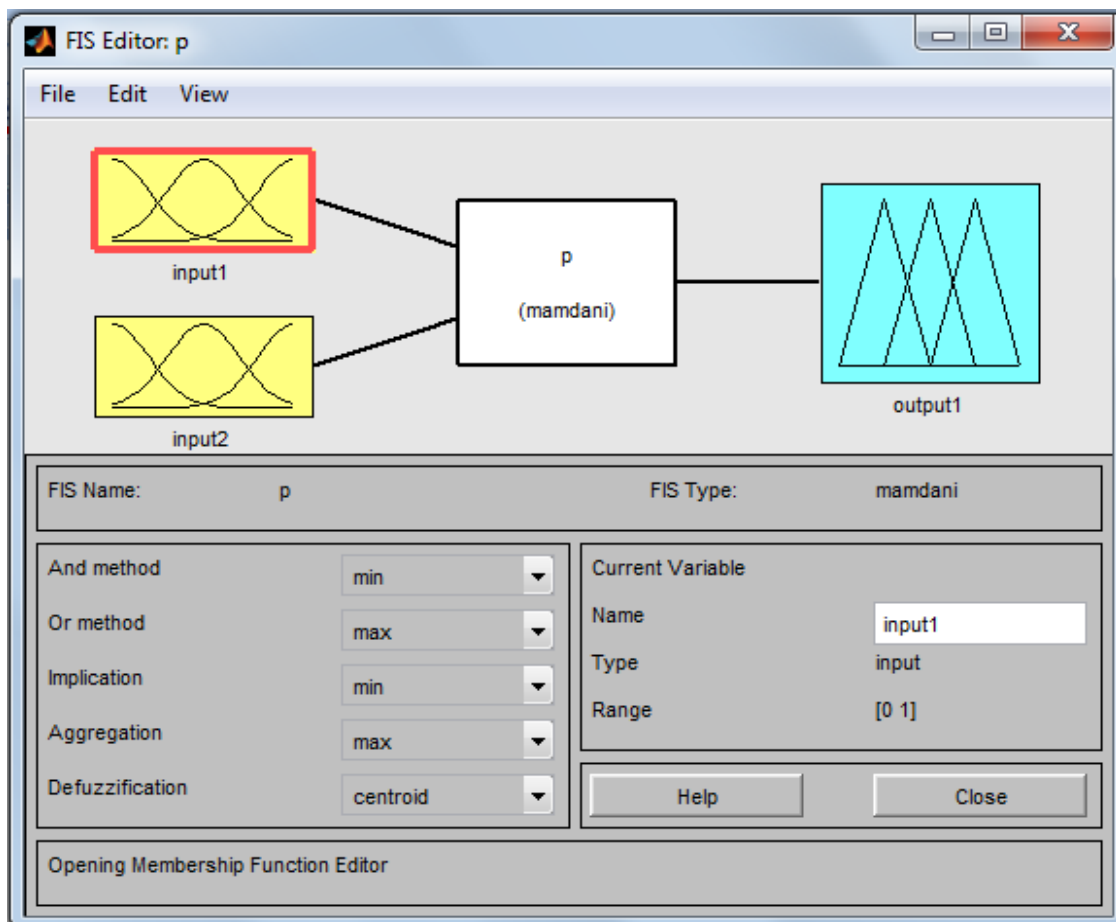 FIS Editor: p
File Edit View
input1
p
(mamdani)
input2
output1
FIS Name: p FIS Type: mamdani
And method min
Or method max
Implication min
Aggregation max
Defuzzification centroid
Current Variable
Name input1
Type input
Range [0 1]
Help Close
Opening Membership Function Editor